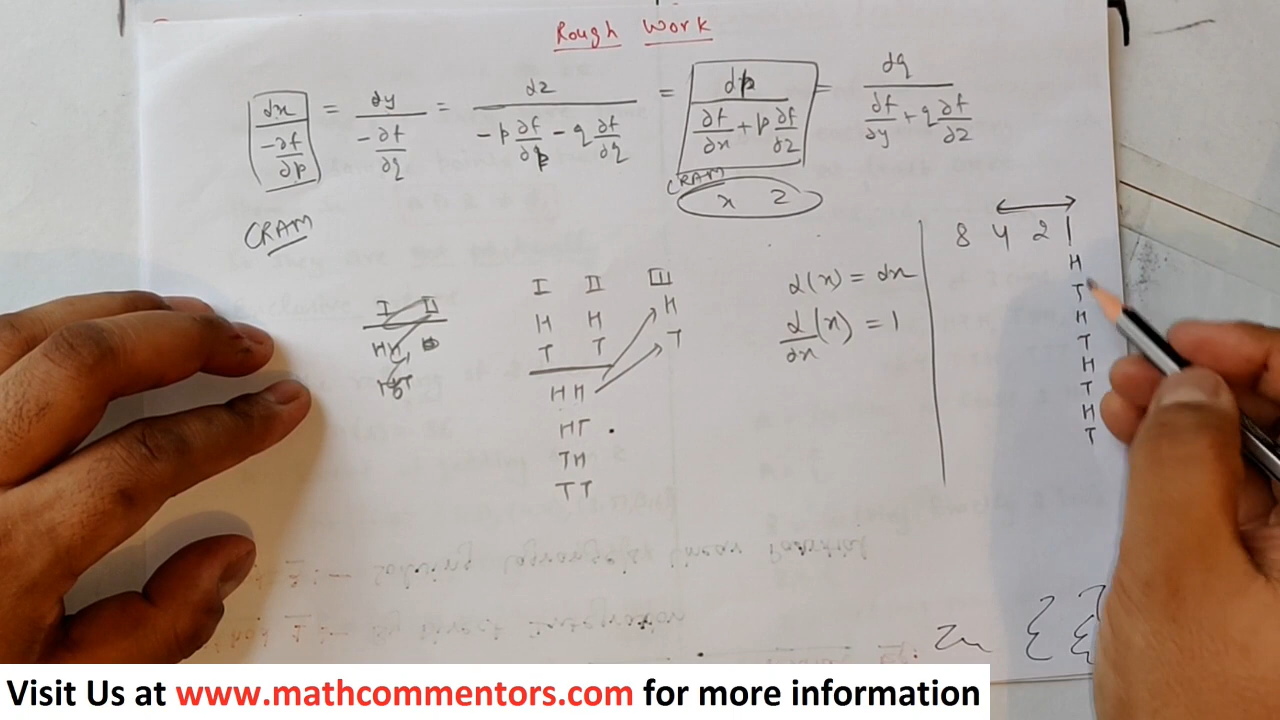 Rough Work
dx/(-∂f/∂p) = dy/(-∂f/∂q) = dz/(-p ∂f/∂p - q ∂f/∂q) = dp/(∂f/∂x + p ∂f/∂z) = dq/(∂f/∂y + q ∂f/∂z)
CRAM
x z
CRAM
I II
I II III
H H H
T T T
HH
HT .
TH
TT
d(x) = dx
d/dx (x) = 1
8 4 2 1
H
T
H
T
H
T
H
T
Visit Us at www.mathcommentors.com for more information